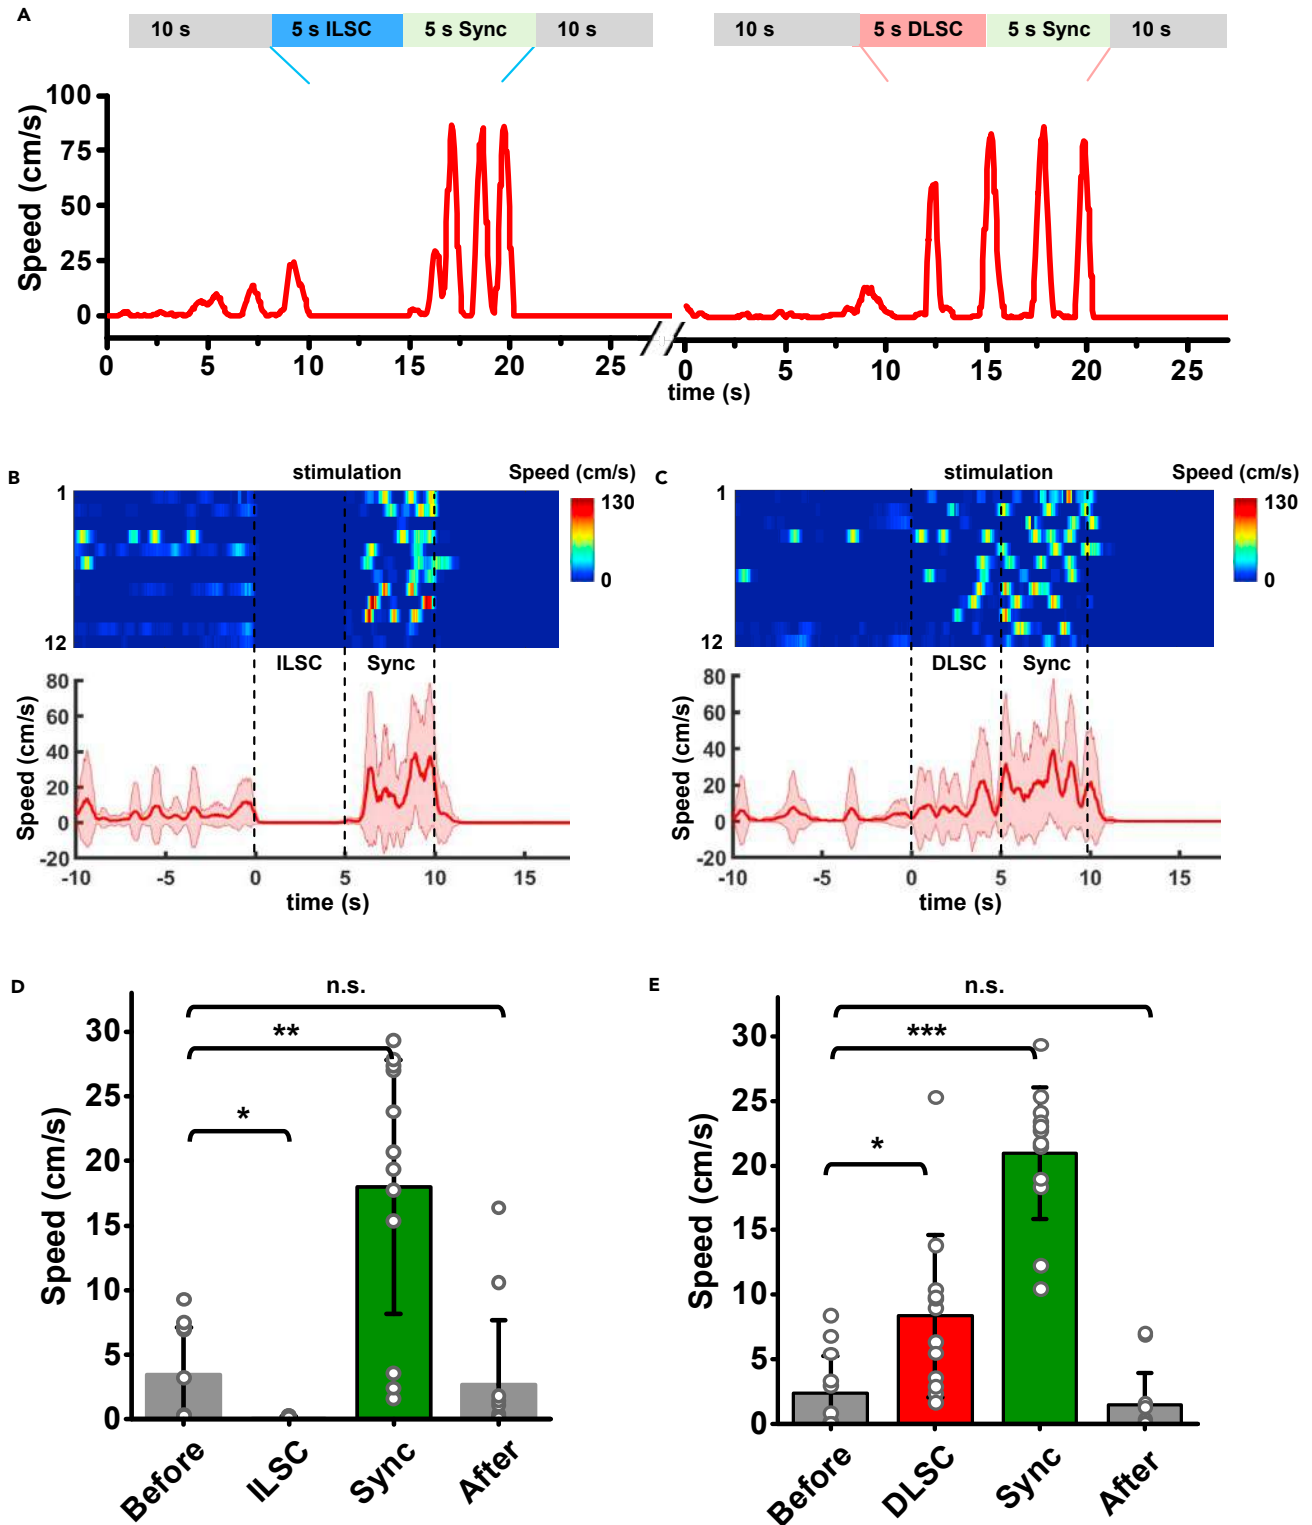 A
10 s 5 s ILSC 5 s Sync 10 s
10 s 5 s DLSC 5 s Sync 10 s
Speed (cm/s)
100
75
50
25
0
0 5 10 15 20 25
0 5 10 15 20 25
time (s)
B
stimulation
Speed (cm/s)
1
12
130
0
ILSC Sync
Speed (cm/s)
80
60
40
20
0
-20
-10 -5 0 5 10 15
time (s)
C
stimulation
Speed (cm/s)
1
12
130
0
DLSC Sync
Speed (cm/s)
80
60
40
20
0
-20
-10 -5 0 5 10 15
time (s)
D
n.s.
**
*
Speed (cm/s)
30
25
20
15
10
5
0
Before ILSC Sync After
E
n.s.
***
*
Speed (cm/s)
30
25
20
15
10
5
0
Before DLSC Sync After